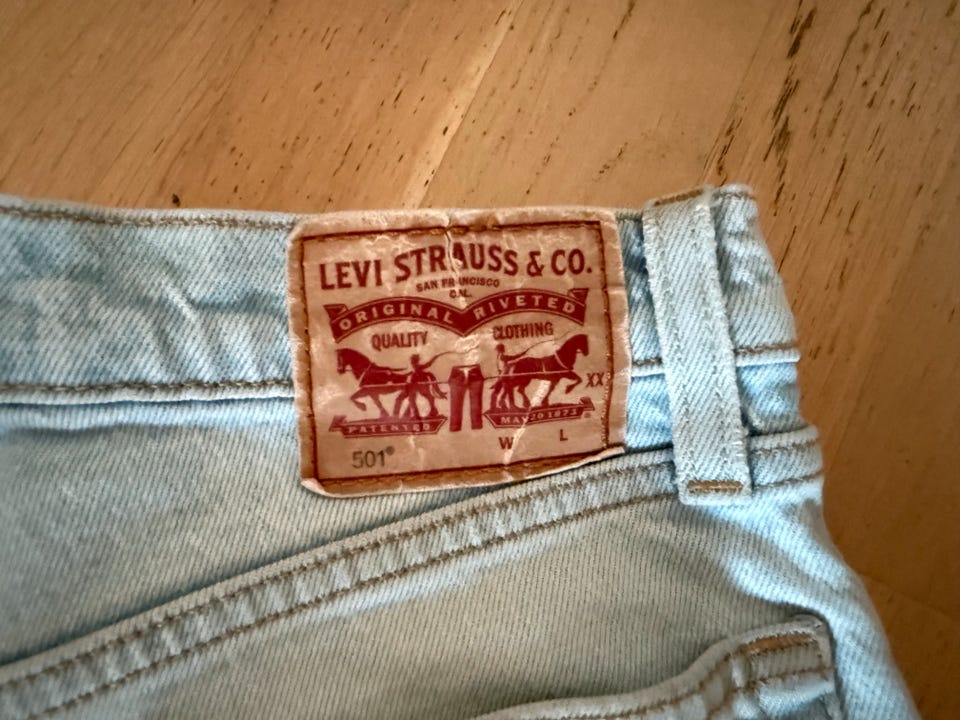 LEVI STRAUSS & CO.
SAN FRANCISCO
CAL.
ORIGINAL RIVETED
QUALITY CLOTHING
XX
PATENTED MAY 20 1873 ®
W L
501®